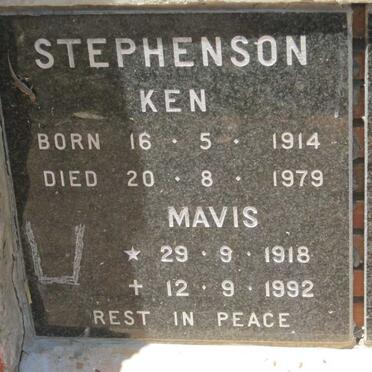 STEPHENSON
KEN
BORN 16 · 5 · 1914
DIED 20 · 8 · 1979
MAVIS
★ 29 · 9 · 1918
✝ 12 · 9 · 1992
REST IN PEACE